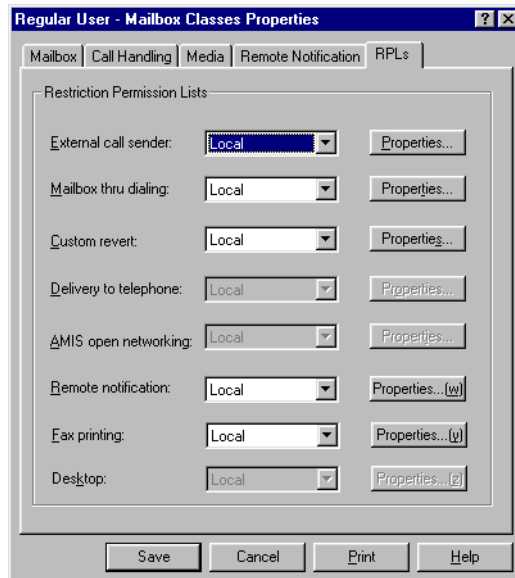 Regular User - Mailbox Classes Properties
Mailbox Call Handling Media Remote Notification RPLs
Restriction Permission Lists
External call sender: Local Properties...
Mailbox thru dialing: Local Properties...
Custom revert: Local Properties...
Delivery to telephone: Local Properties...
AMIS open networking: Local Properties...
Remote notification: Local Properties...(w)
Fax printing: Local Properties...(y)
Desktop: Local Properties...(z)
Save Cancel Print Help